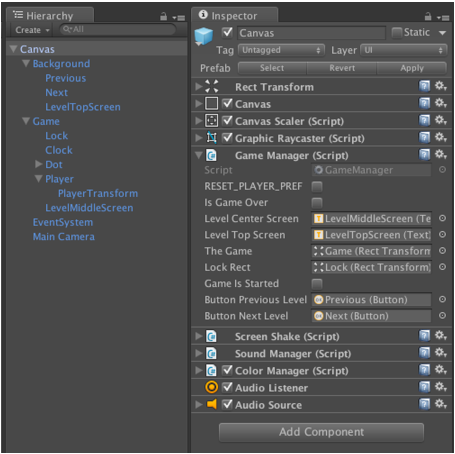 Hierarchy
Create
All
Canvas
Background
Previous
Next
LevelTopScreen
Game
Lock
Clock
Dot
Player
PlayerTransform
LevelMiddleScreen
EventSystem
Main Camera
Inspector
Canvas
Static
Tag Untagged Layer UI
Prefab Select Revert Apply
Rect Transform
Canvas
Canvas Scaler (Script)
Graphic Raycaster (Script)
Game Manager (Script)
Script GameManager
RESET_PLAYER_PREF
Is Game Over
Level Center Screen LevelMiddleScreen (Te
Level Top Screen LevelTopScreen (Text)
The Game Game (Rect Transform
Lock Rect Lock (Rect Transform)
Game Is Started
Button Previous Level Previous (Button)
Button Next Level Next (Button)
Screen Shake (Script)
Sound Manager (Script)
Color Manager (Script)
Audio Listener
Audio Source
Add Component